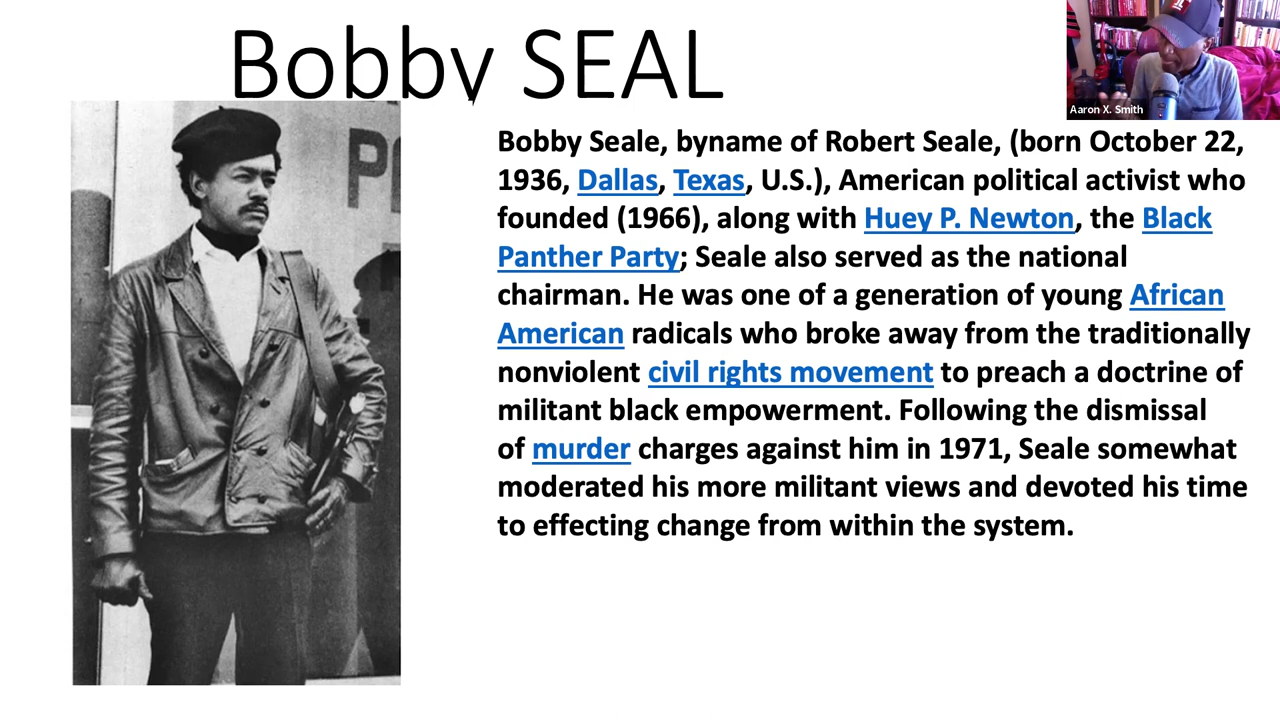 Bobby SEAL
Aaron X. Smith
Bobby Seale, byname of Robert Seale, (born October 22,
1936, Dallas, Texas, U.S.), American political activist who
founded (1966), along with Huey P. Newton, the Black
Panther Party; Seale also served as the national
chairman. He was one of a generation of young African
American radicals who broke away from the traditionally
nonviolent civil rights movement to preach a doctrine of
militant black empowerment. Following the dismissal
of murder charges against him in 1971, Seale somewhat
moderated his more militant views and devoted his time
to effecting change from within the system.